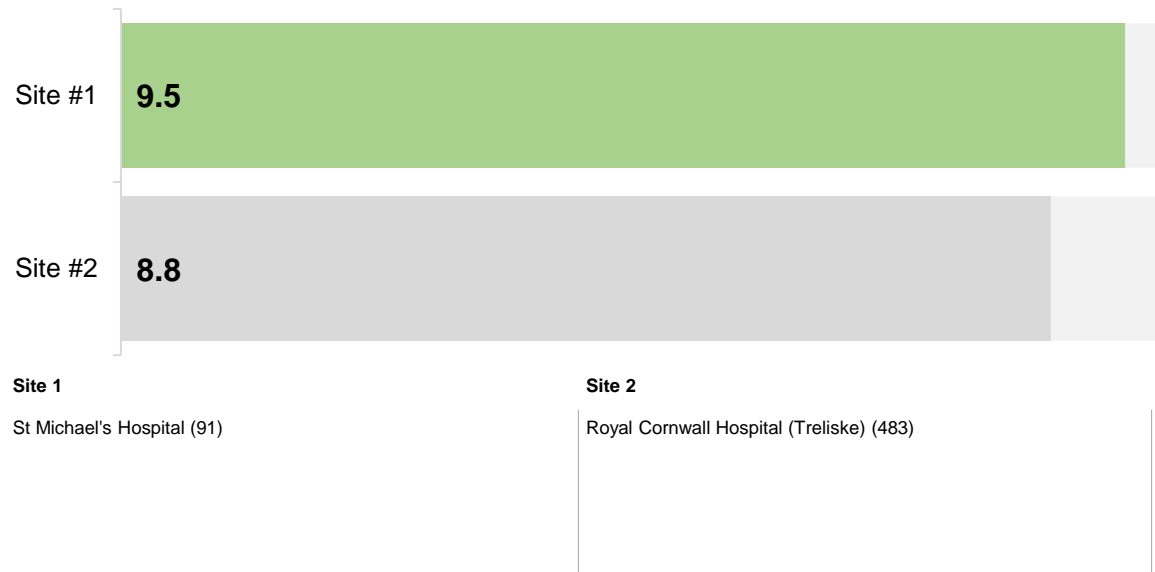 Site #1
9.5
Site #2
8.8
Site 1
Site 2
St Michael's Hospital (91)
Royal Cornwall Hospital (Treliske) (483)